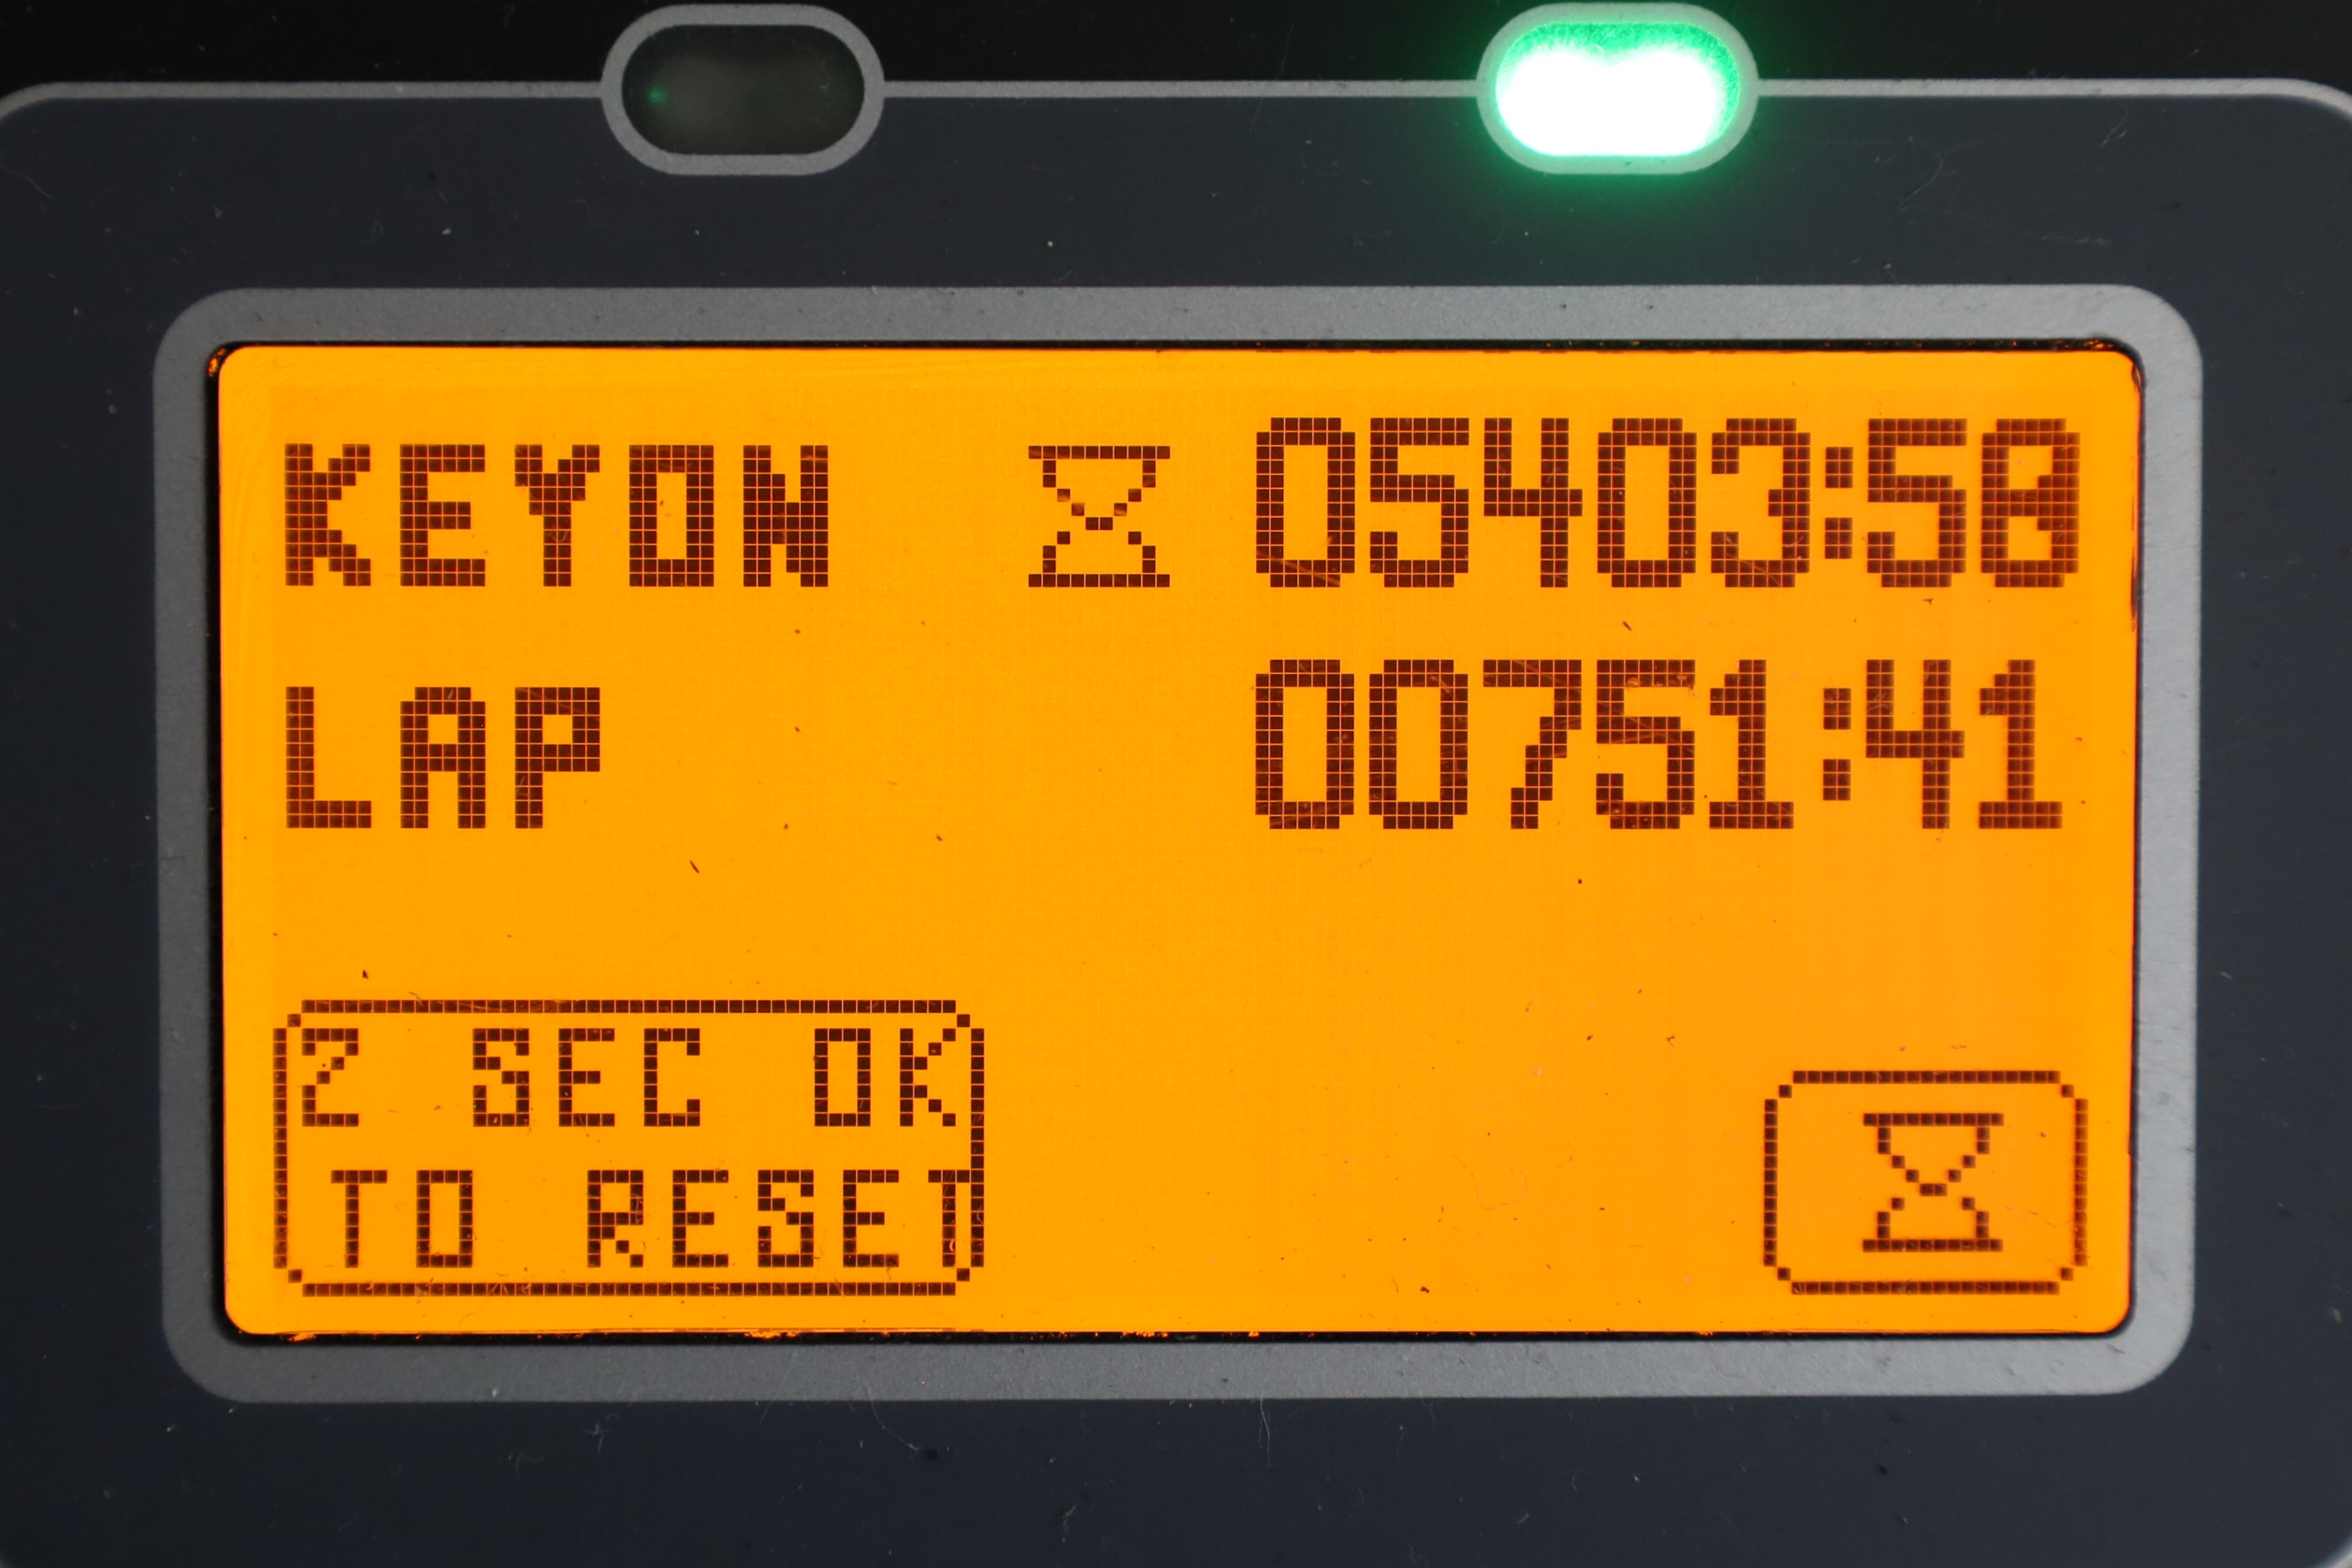 KEYON 05403:58
LAP 00751:41
2 SEC OK
TO RESET